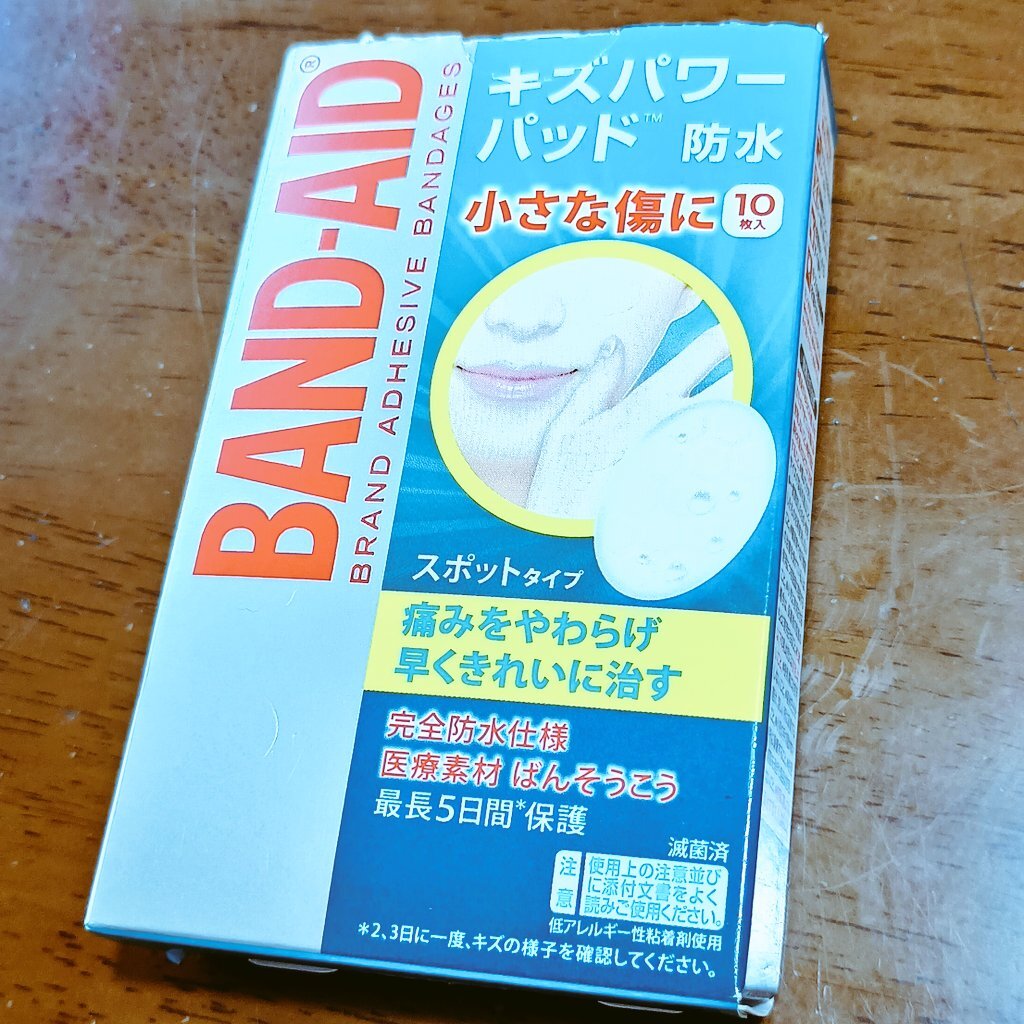 BAND-AID®
BRAND ADHESIVE BANDAGES
キズパワー
パッド™ 防水
小さな傷に
10
枚入
スポットタイプ
痛みをやわらげ
早くきれいに治す
完全防水仕様
医療素材 ばんそうこう
最長5日間*保護
滅菌済
注意
使用上の注意並び
に添付文書をよく
読みご使用ください。
低アレルギー性粘着剤使用
*2、3日に一度、キズの様子を確認してください。